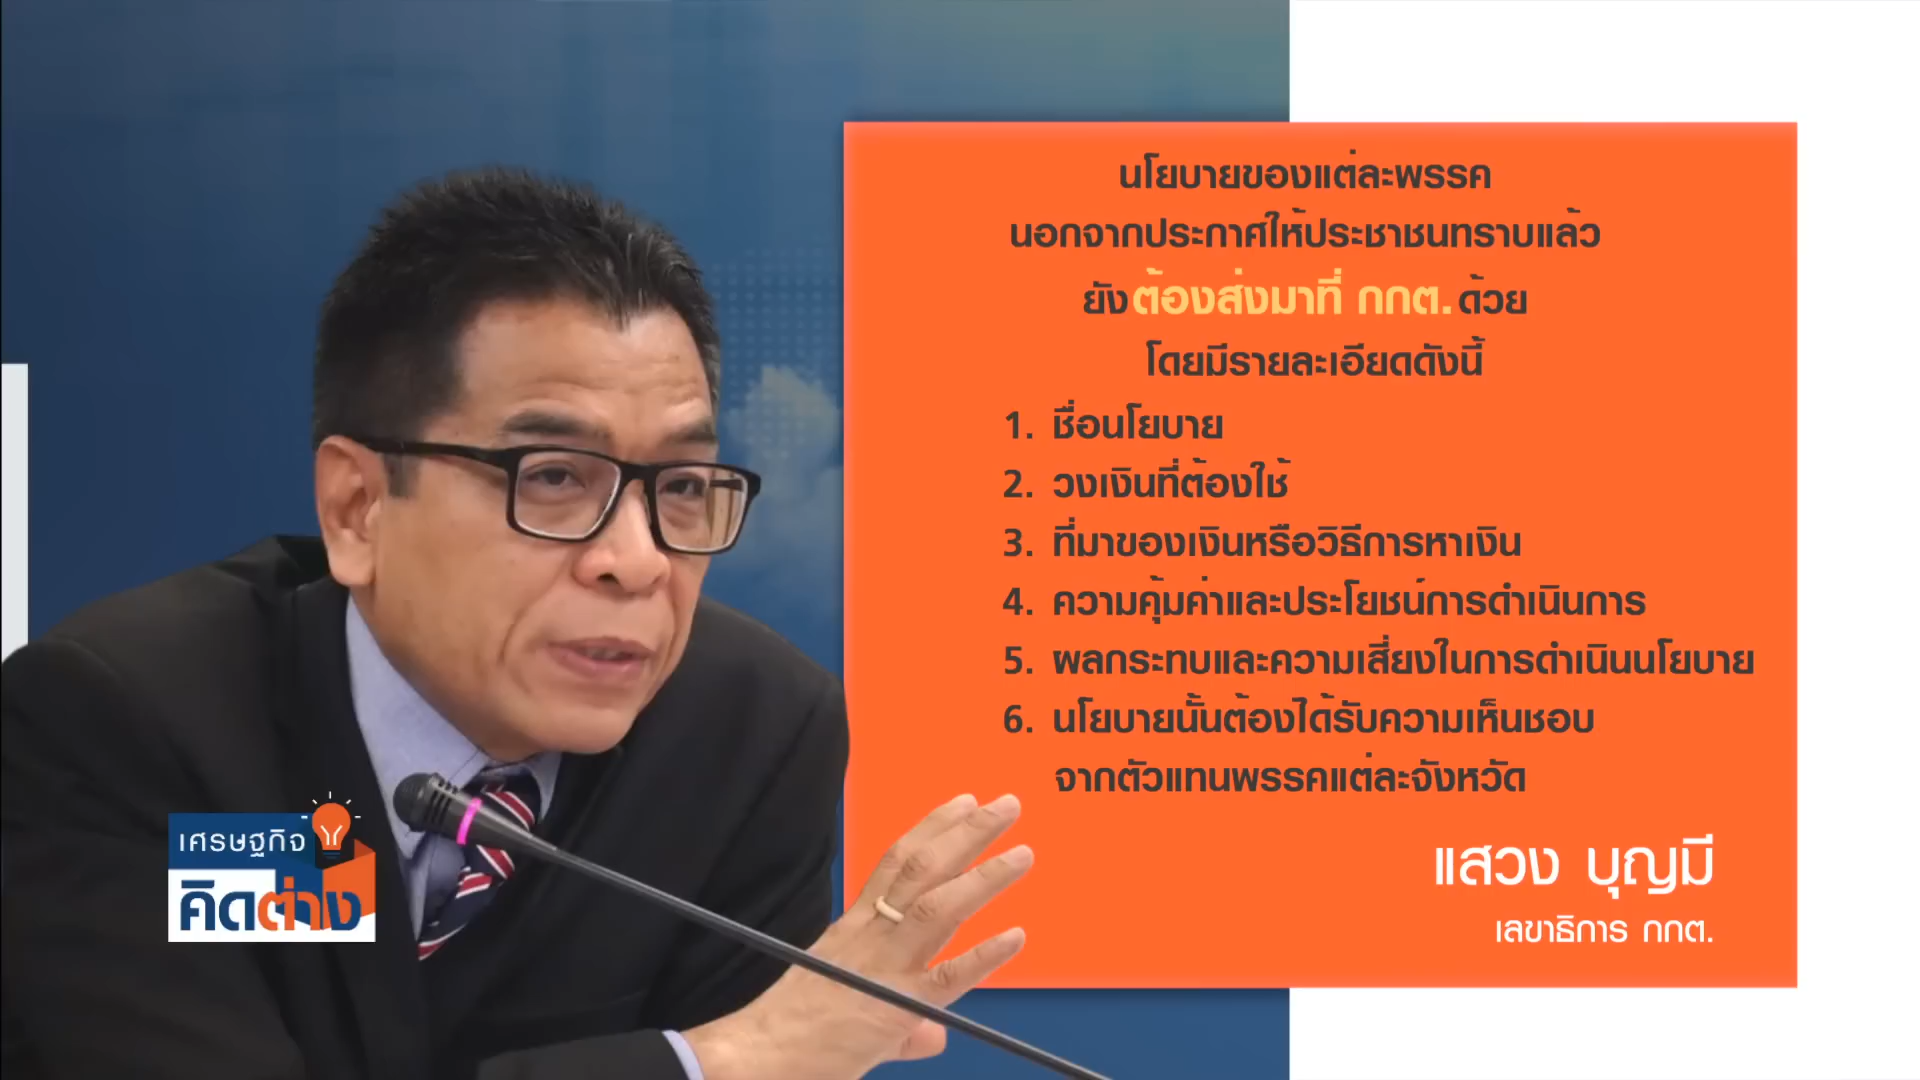 นโยบายของแต่ละพรรค
นอกจากประกาศให้ประชาชนทราบแล้ว
ยังต้องส่งมาที่ กกต.ด้วย
โดยมีรายละเอียดดังนี้
1. ชื่อนโยบาย
2. วงเงินที่ต้องใช้
3. ที่มาของเงินหรือวิธีการหาเงิน
4. ความคุ้มค่าและประโยชน์การดำเนินการ
5. ผลกระทบและความเสี่ยงในการดำเนินนโยบาย
6. นโยบายนั้นต้องได้รับความเห็นชอบ
จากตัวแทนพรรคแต่ละจังหวัด
แสวง บุญมี
เลขาธิการ กกต.
เศรษฐกิจ
คิดต่าง